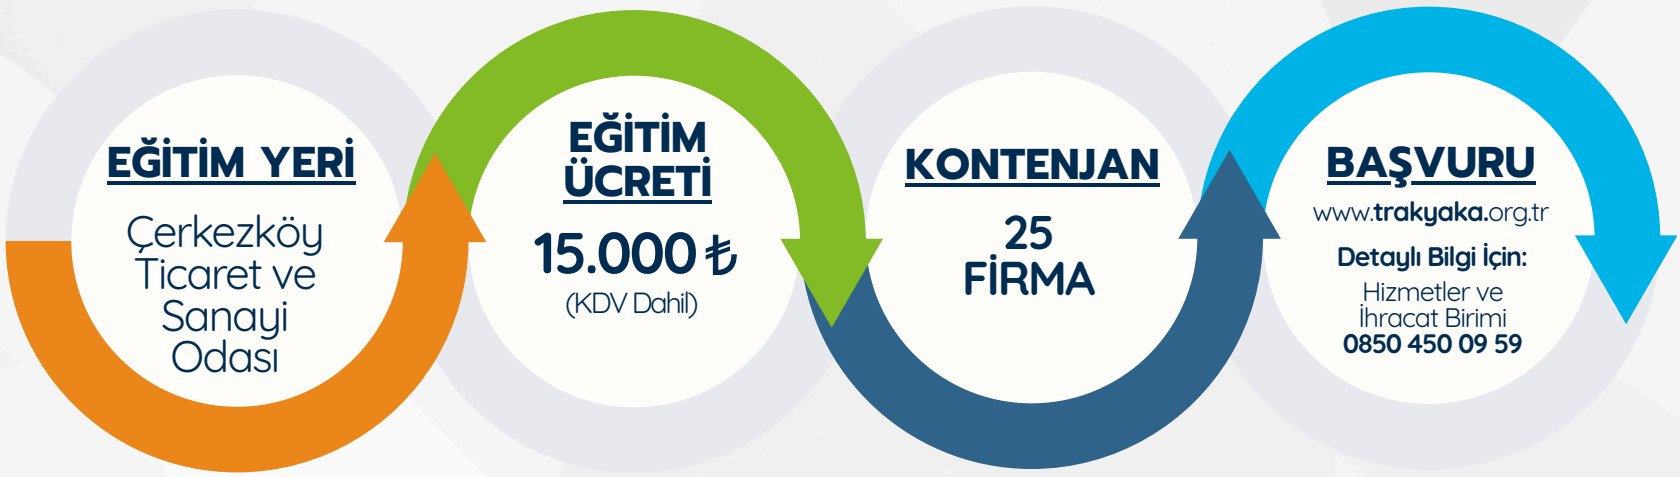 EĞİTİM YERİ
Çerkezköy
Ticaret ve
Sanayi
Odası
EĞİTİM
ÜCRETİ
15.000 ₺
(KDV Dahil)
KONTENJAN
25
FİRMA
BAŞVURU
www.trakyaka.org.tr
Detaylı Bilgi İçin:
Hizmetler ve
İhracat Birimi
0850 450 09 59